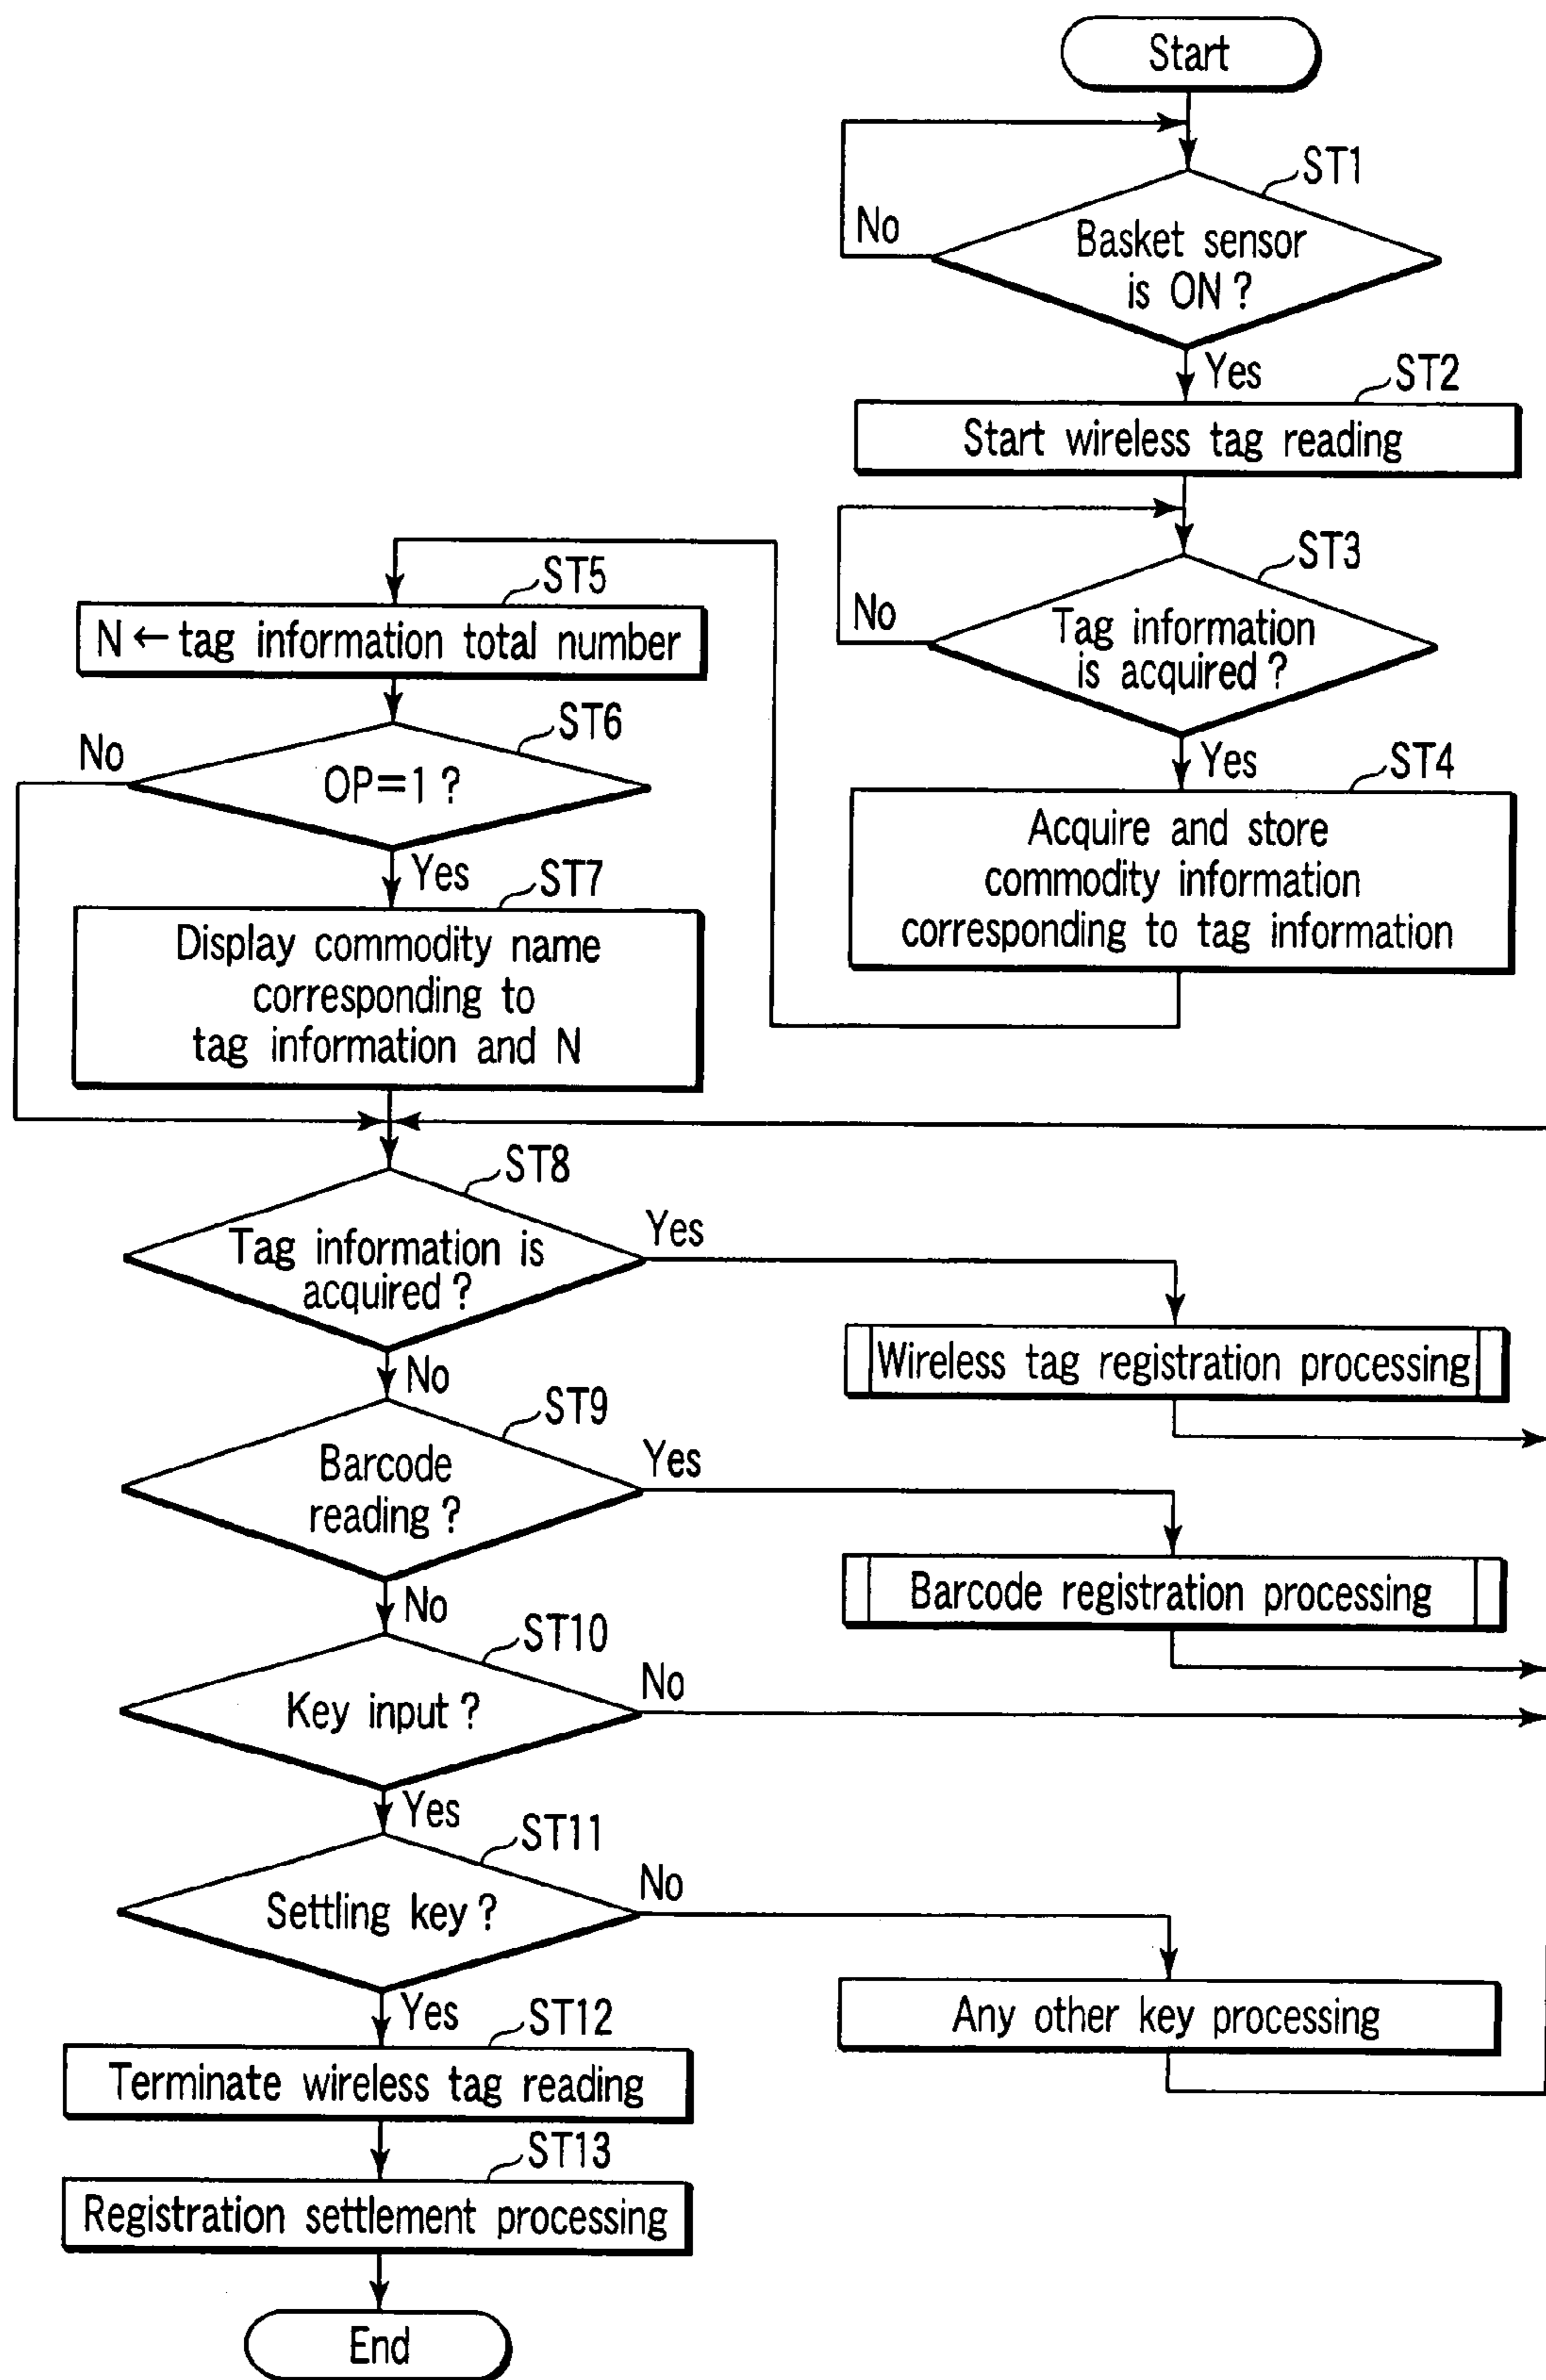 Start
ST1
No
Basket sensor
is ON ?
Yes
ST2
Start wireless tag reading
ST3
No
Tag information
is acquired ?
Yes
ST4
Acquire and store
commodity information
corresponding to tag information
ST5
N ← tag information total number
ST6
No
OP=1 ?
Yes
ST7
Display commodity name
corresponding to
tag information and N
ST8
Tag information is
acquired ?
Yes
Wireless tag registration processing
No
ST9
Barcode
reading ?
Yes
Barcode registration processing
No
ST10
Key input ?
No
Yes
ST11
Settling key ?
No
Any other key processing
Yes
ST12
Terminate wireless tag reading
ST13
Registration settlement processing
End